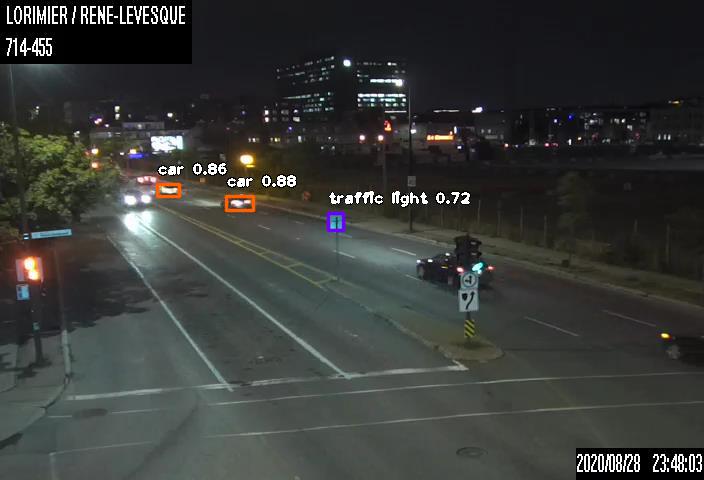 LORIMIER / RENE-LEVESQUE
714-455
car 0.86
car 0.88
traffic light 0.72
2020/08/28 23:48:03